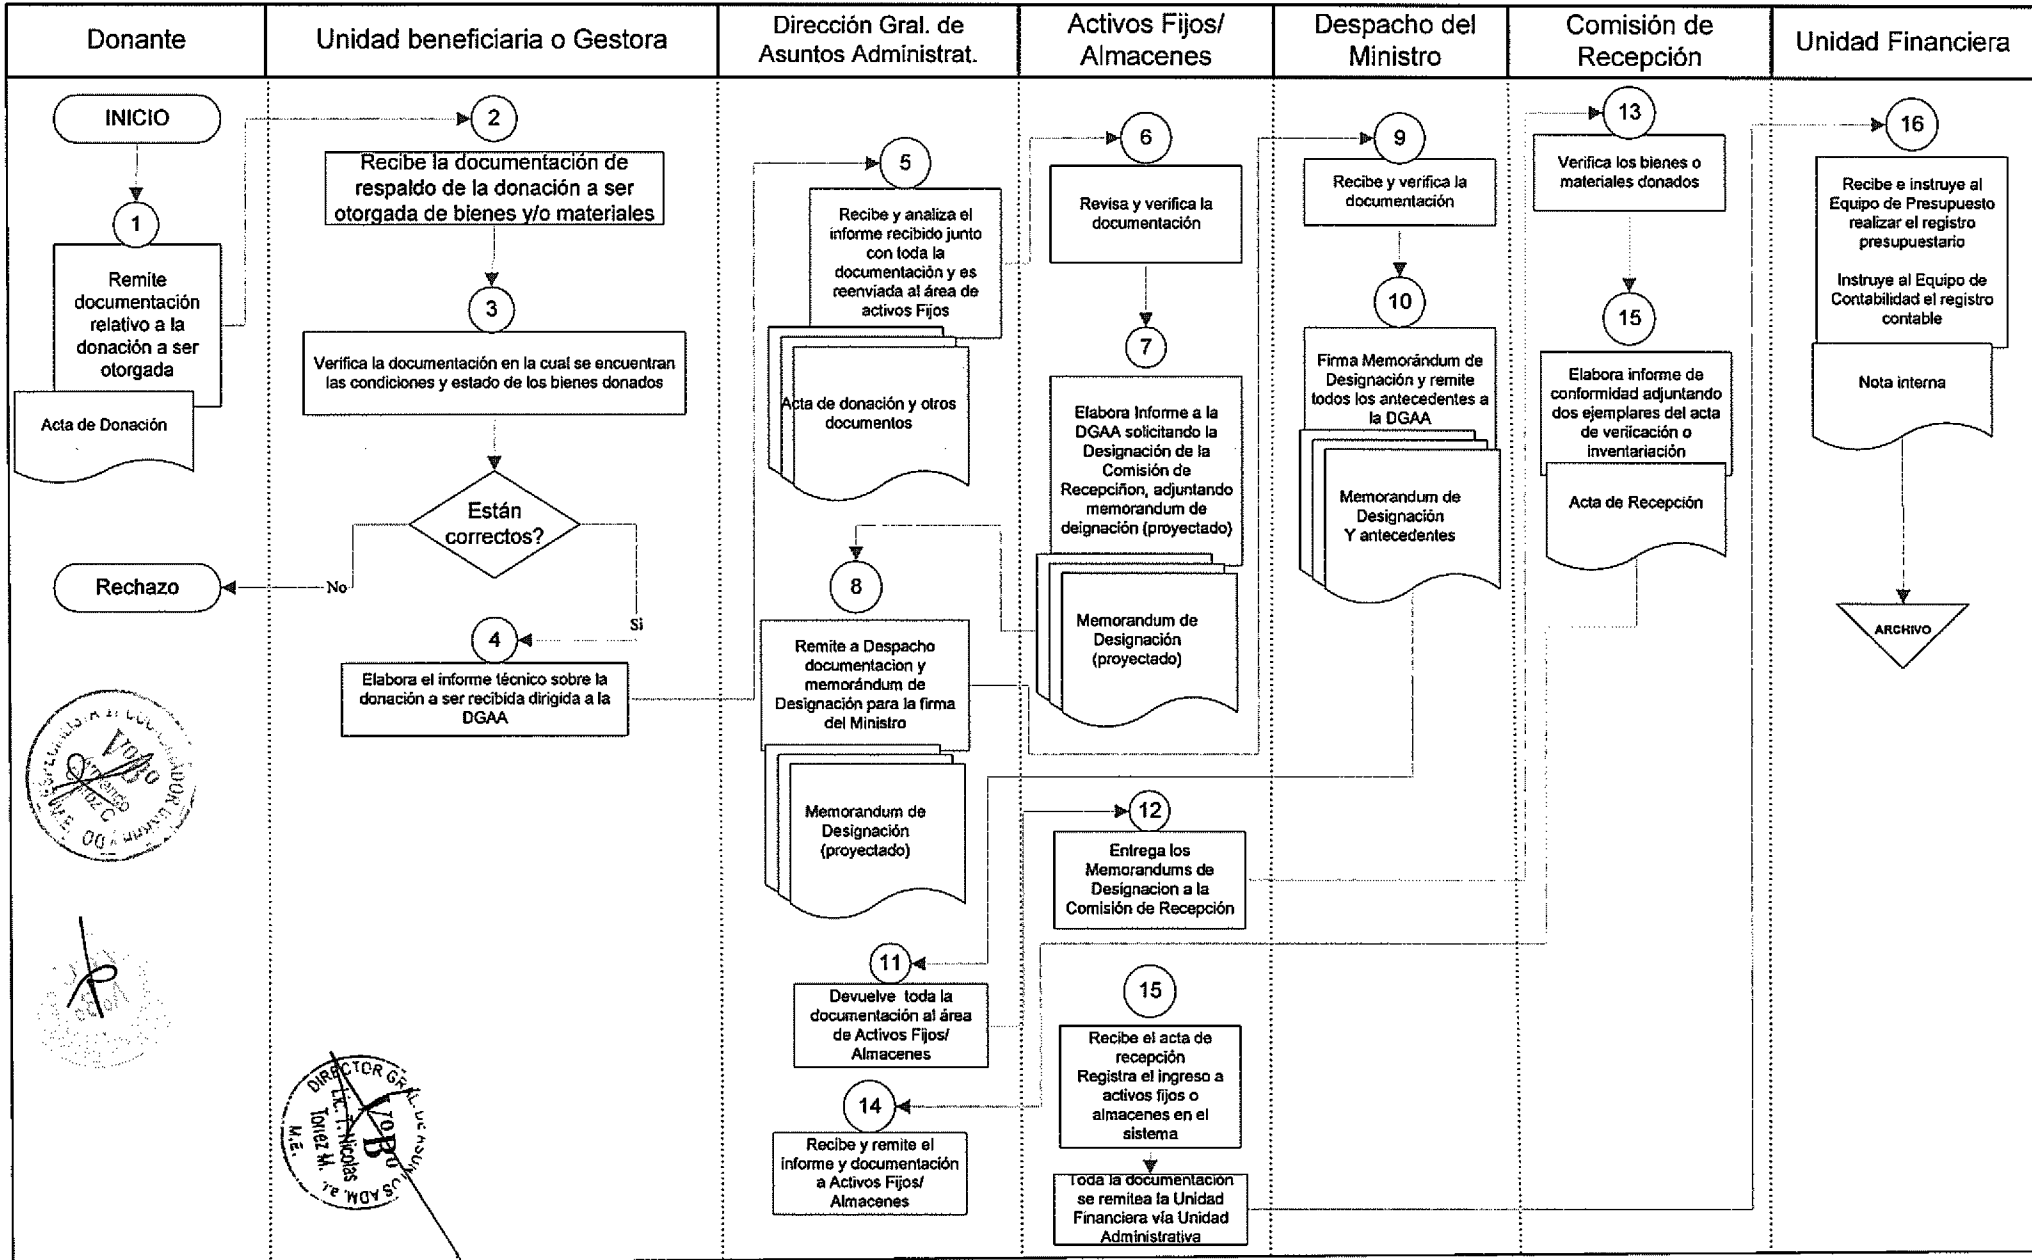 Donante
Unidad beneficiaria o Gestora
Dirección Gral. de
Asuntos Administrat.
Activos Fijos/
Almacenes
Despacho del
Ministro
Comisión de
Recepción
Unidad Financiera
INICIO
1
Remite
documentación
relativo a la
donación a ser
otorgada
Acta de Donación
Rechazo
2
Recibe la documentación de
respaldo de la donación a ser
otorgada de bienes y/o materiales
3
Verifica la documentación en la cual se encuentran
las condiciones y estado de los bienes donados
Están
correctos?
No
Si
4
Elabora el informe técnico sobre la
donación a ser recibida dirigida a la
DGAA
5
Recibe y analiza el
informe recibido junto
con toda la
documentación y es
reenviada al área de
activos Fijos
Acta de donación y otros
documentos
8
Remite a Despacho
documentacion y
memorándum de
Designación para la firma
del Ministro
Memorandum de
Designación
(proyectado)
11
Devuelve toda la
documentación al área
de Activos Fijos/
Almacenes
14
Recibe y remite el
informe y documentación
a Activos Fijos/
Almacenes
6
Revisa y verifica la
documentación
7
Elabora Informe a la
DGAA solicitando la
Designación de la
Comisión de
Recepciñon, adjuntando
memorandum de
deignación (proyectado)
Memorandum de
Designación
(proyectado)
12
Entrega los
Memorandums de
Designacion a la
Comisión de Recepción
15
Recibe el acta de
recepción
Registra el ingreso a
activos fijos o
almacenes en el
sistema
Toda la documentación
se remitea la Unidad
Financiera vía Unidad
Administrativa
9
Recibe y verifica la
documentación
10
Firma Memorándum de
Designación y remite
todos los antecedentes a
la DGAA
Memorandum de
Designación
Y antecedentes
13
Verifica los bienes o
materiales donados
15
Elabora informe de
conformidad adjuntando
dos ejemplares del acta
de veriicación o
inventariación
Acta de Recepción
16
Recibe e instruye al
Equipo de Presupuesto
realizar el registro
presupuestario
Instruye al Equipo de
Contabilidad el registro
contable
Nota interna
ARCHIVO
DIRECTOR GRAL. DE ASUNTOS ADM.
VoBo
Lic. T. Nicolas
Torrez M.
M.E.